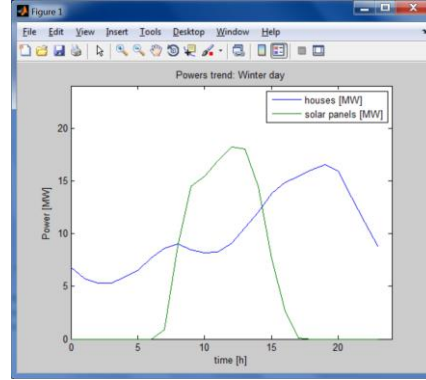 Figure 1
File Edit View Insert Tools Desktop Window Help
Powers trend: Winter day
houses [MW]
solar panels [MW]
Power [MW]
20
15
10
5
0
0 5 10 15 20
time [h]